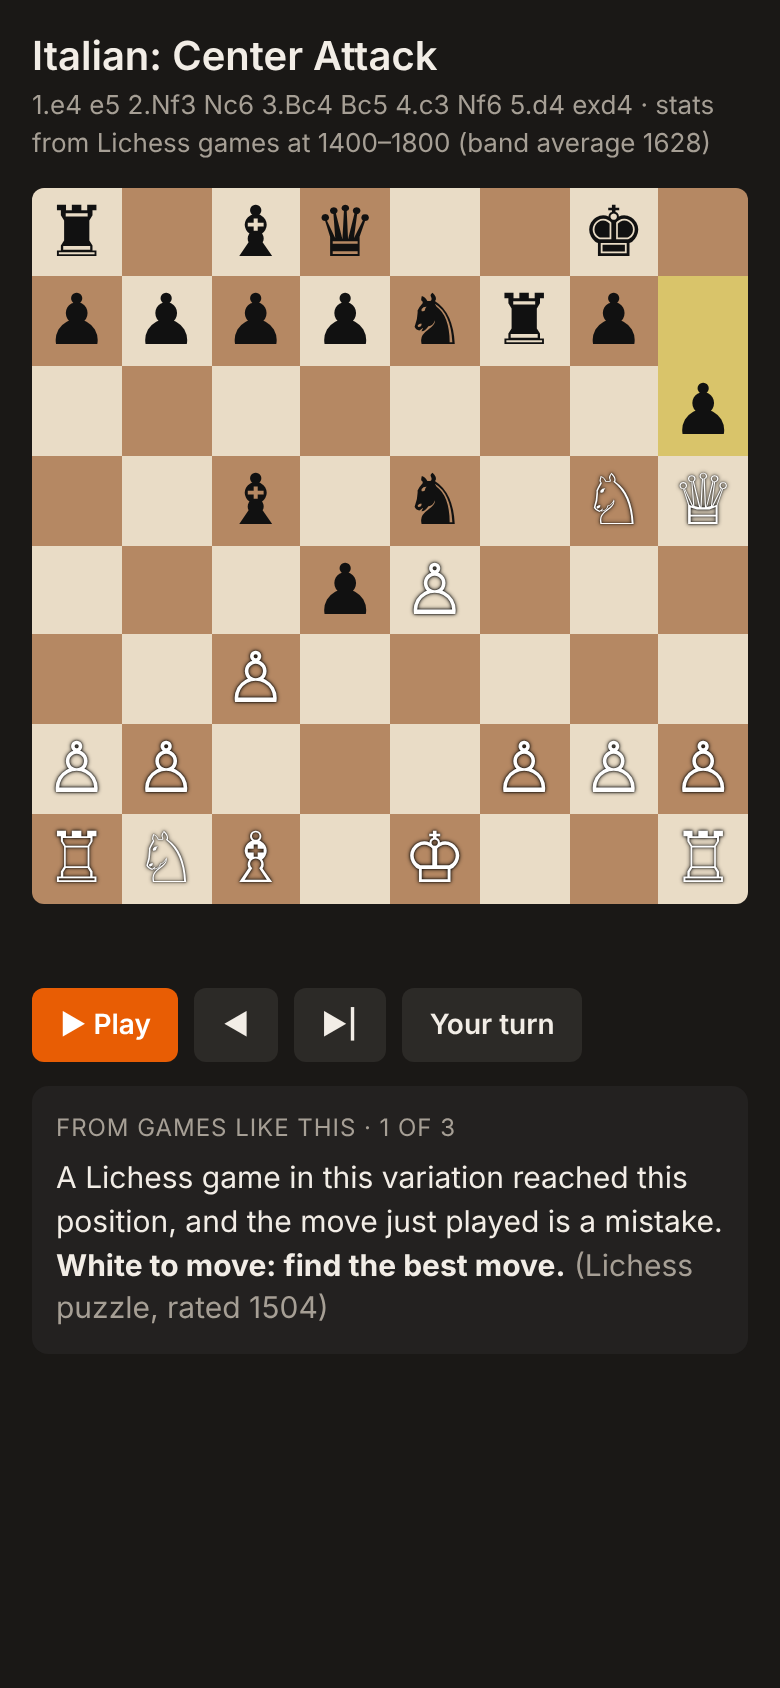 Italian: Center Attack
1.e4 e5 2.Nf3 Nc6 3.Bc4 Bc5 4.c3 Nf6 5.d4 exd4 · stats
from Lichess games at 1400–1800 (band average 1628)
▶ Play ◀ ▶| Your turn
FROM GAMES LIKE THIS · 1 OF 3
A Lichess game in this variation reached this
position, and the move just played is a mistake.
White to move: find the best move. (Lichess
puzzle, rated 1504)